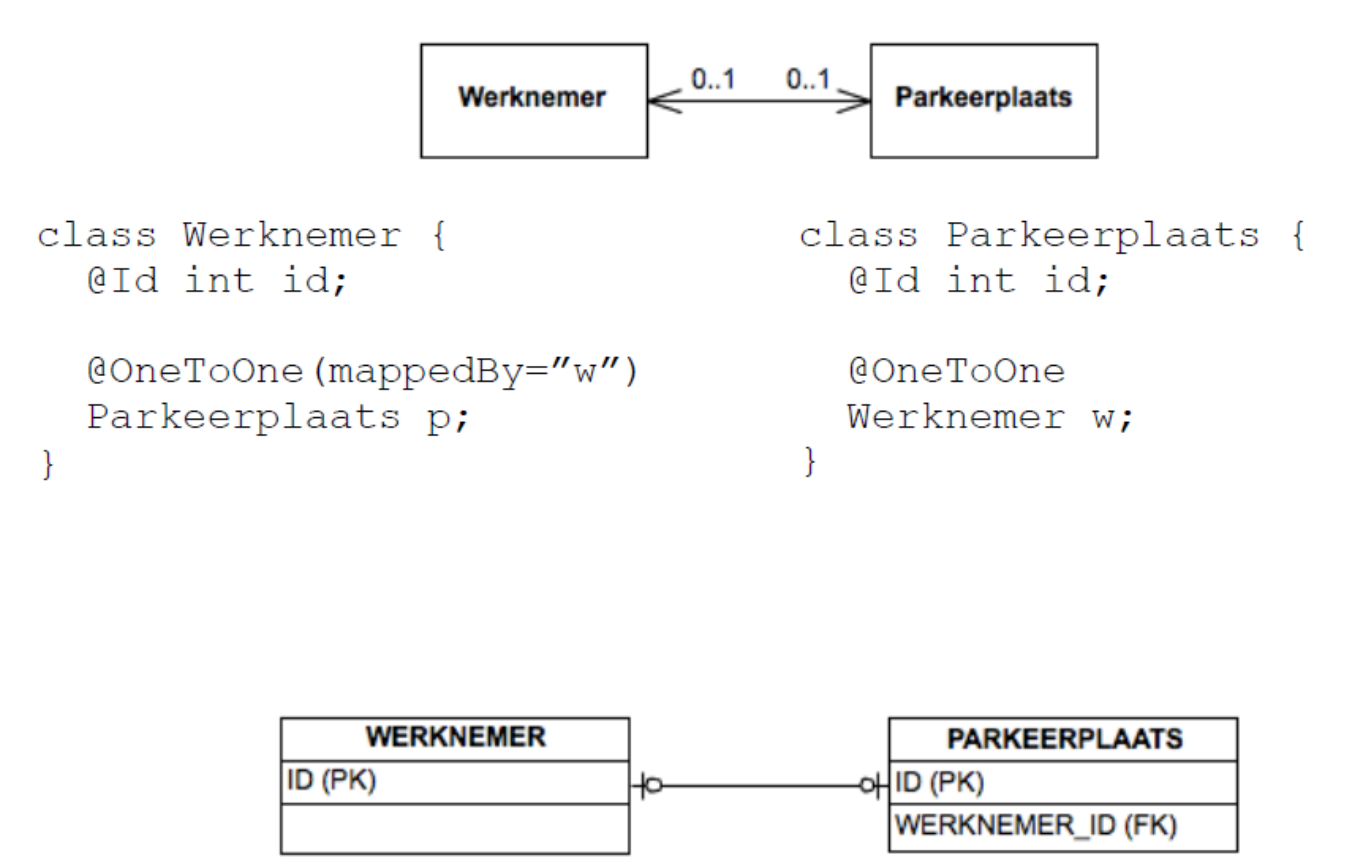 Werknemer 0..1 0..1 Parkeerplaats
class Werknemer {
@Id int id;
@OneToOne(mappedBy=”w”)
Parkeerplaats p;
}
class Parkeerplaats {
@Id int id;
@OneToOne
Werknemer w;
}
WERKNEMER
ID (PK)
PARKEERPLAATS
ID (PK)
WERKNEMER_ID (FK)